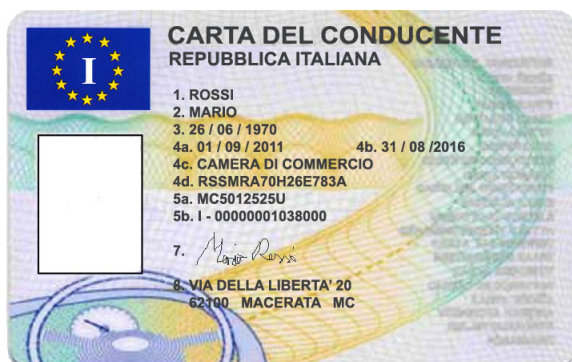 CARTA DEL CONDUCENTE
REPUBBLICA ITALIANA
I
1. ROSSI
2. MARIO
3. 26 / 06 / 1970
4a. 01 / 09 / 2011 4b. 31 / 08 /2016
4c. CAMERA DI COMMERCIO
4d. RSSMRA70H26E783A
5a. MC5012525U
5b. I - 00000001038000
7. Mario Rossi
8. VIA DELLA LIBERTA' 20
62100 MACERATA MC